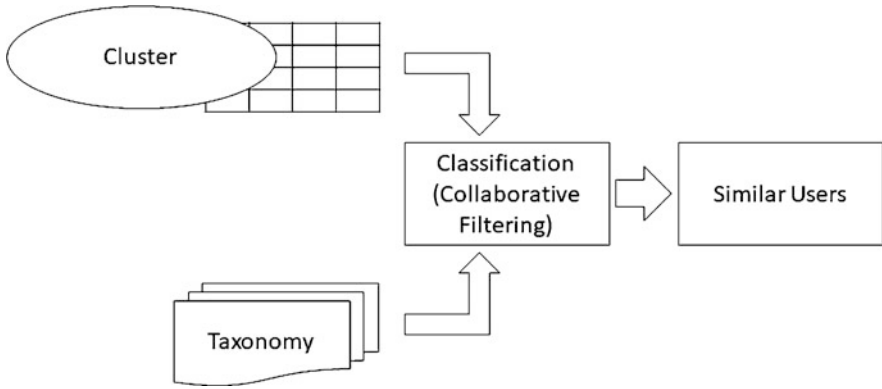 Cluster
Classification
(Collaborative
Filtering)
Similar Users
Taxonomy